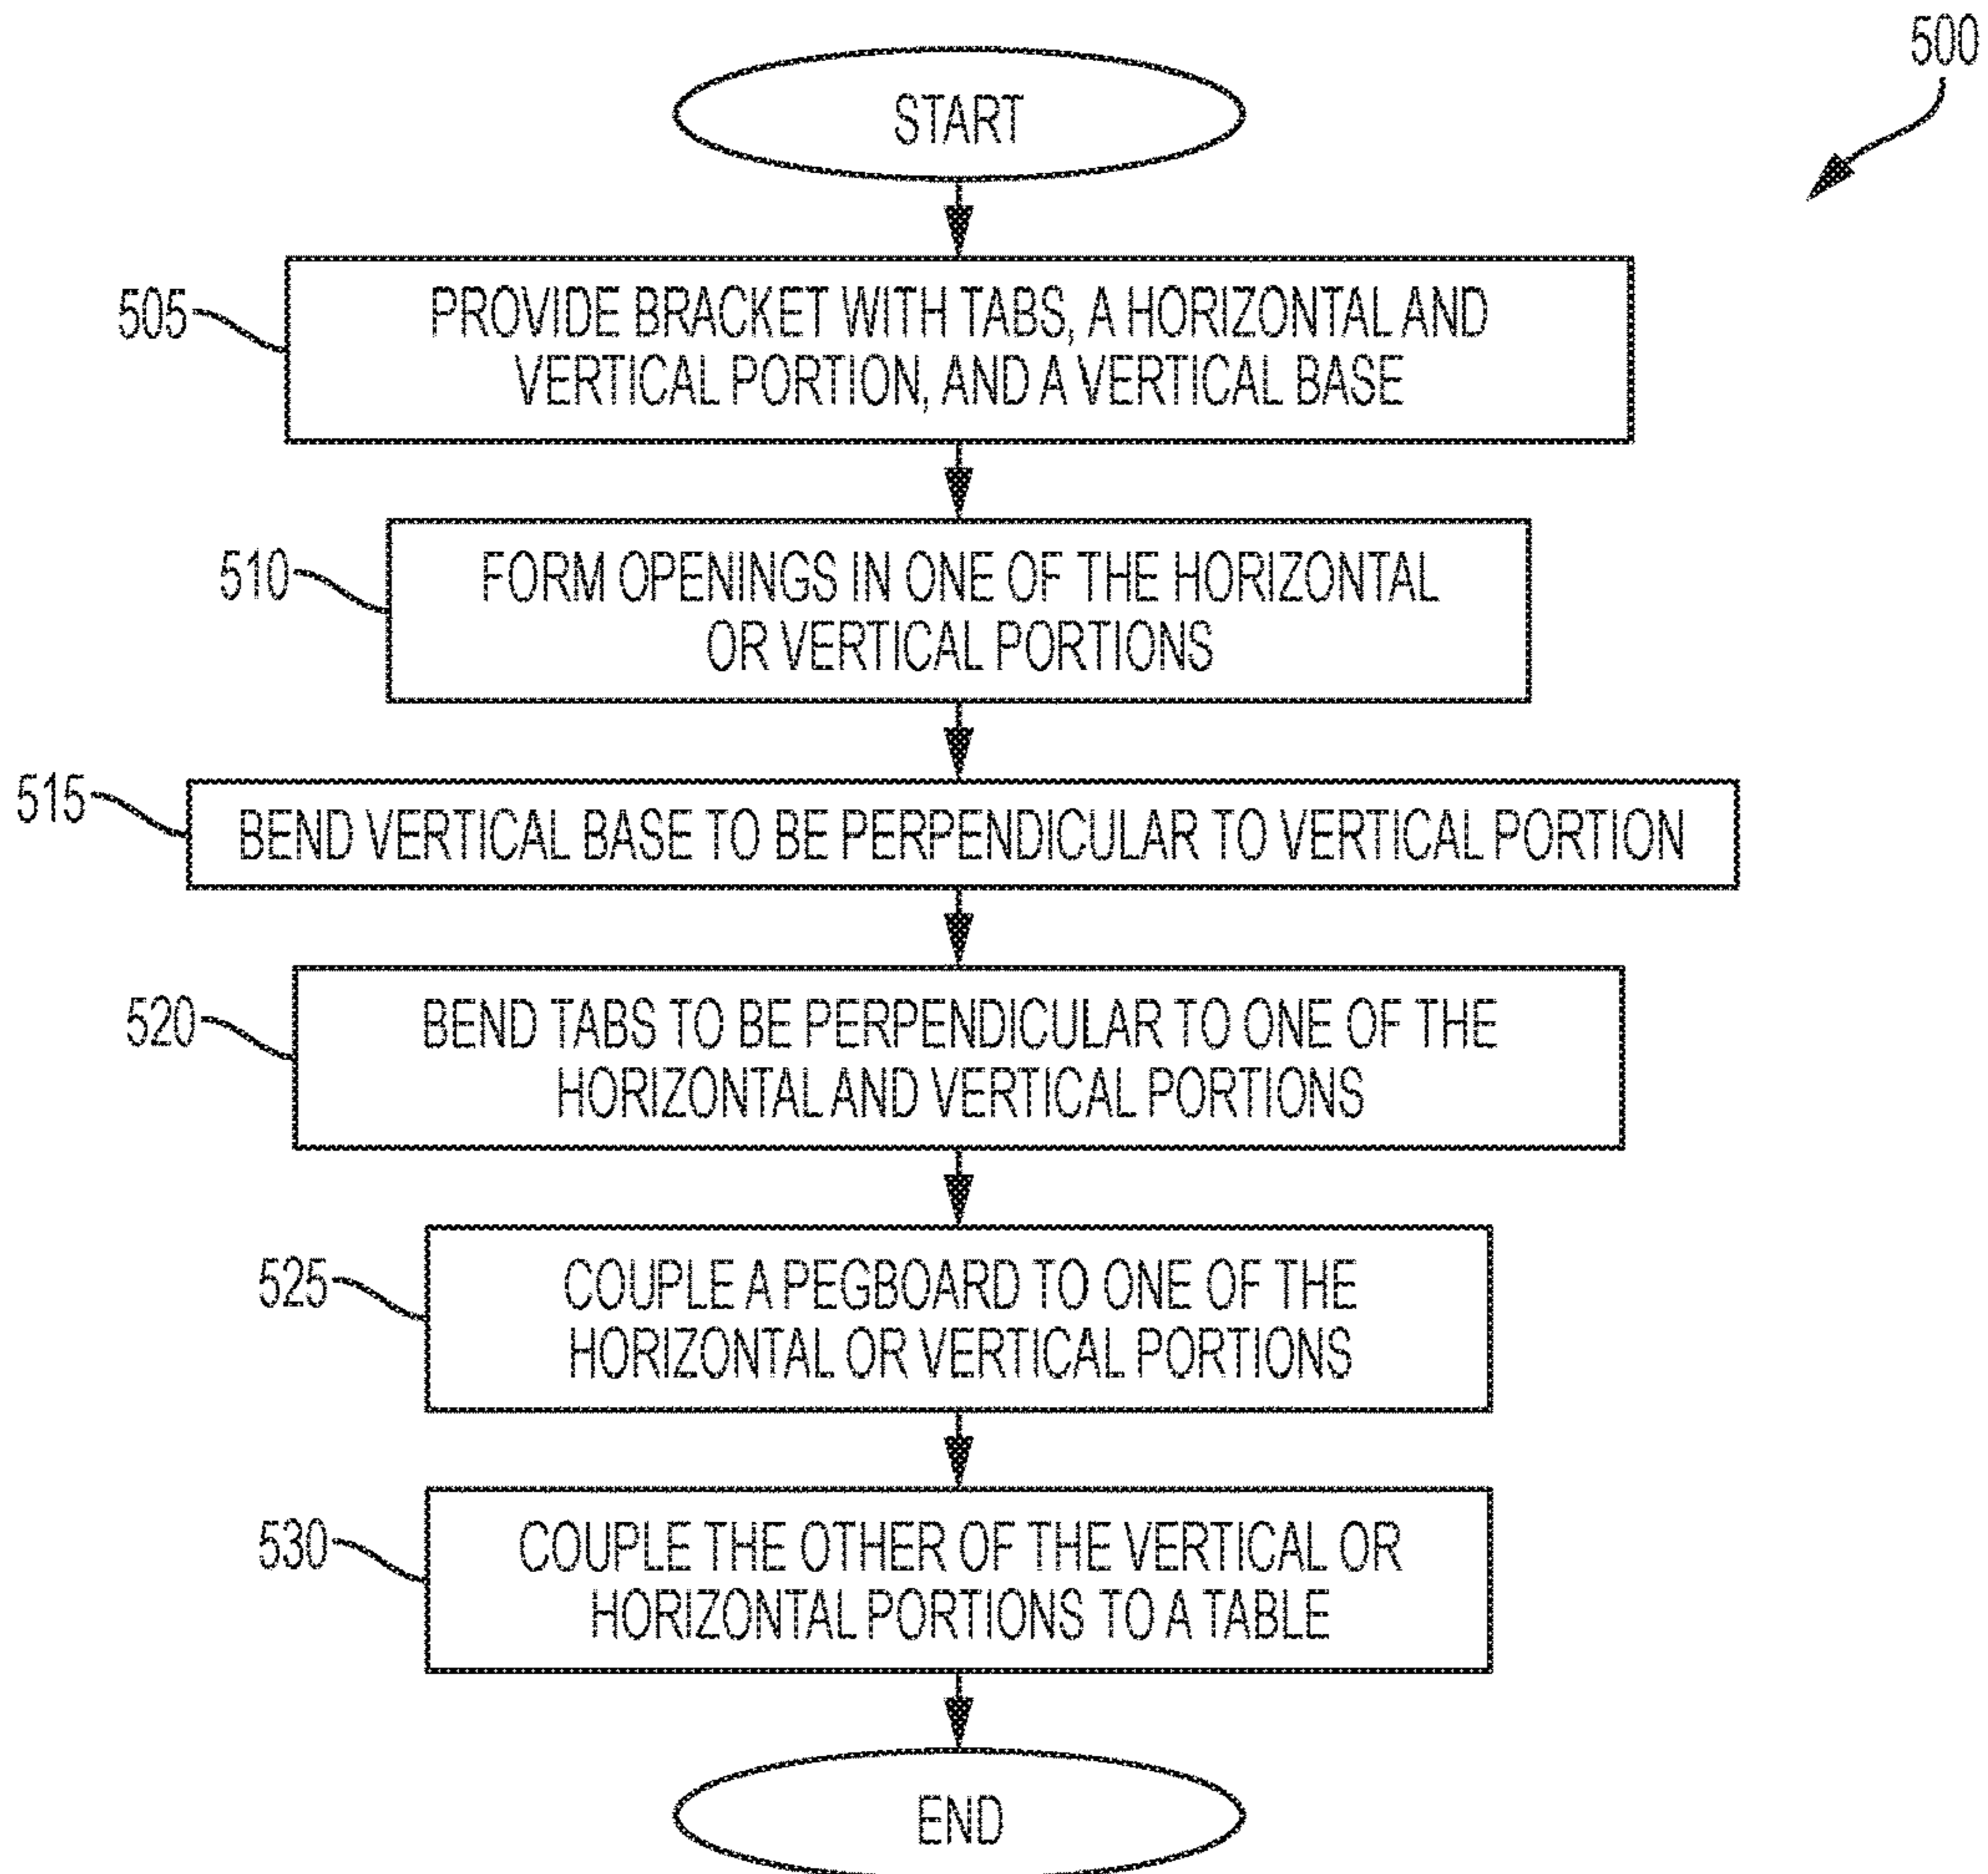 500
START
505
PROVIDE BRACKET WITH TABS, A HORIZONTAL AND
VERTICAL PORTION, AND A VERTICAL BASE
510
FORM OPENINGS IN ONE OF THE HORIZONTAL
OR VERTICAL PORTIONS
515
BEND VERTICAL BASE TO BE PERPENDICULAR TO VERTICAL PORTION
520
BEND TABS TO BE PERPENDICULAR TO ONE OF THE
HORIZONTAL AND VERTICAL PORTIONS
525
COUPLE A PEGBOARD TO ONE OF THE
HORIZONTAL OR VERTICAL PORTIONS
530
COUPLE THE OTHER OF THE VERTICAL OR
HORIZONTAL PORTIONS TO A TABLE
END